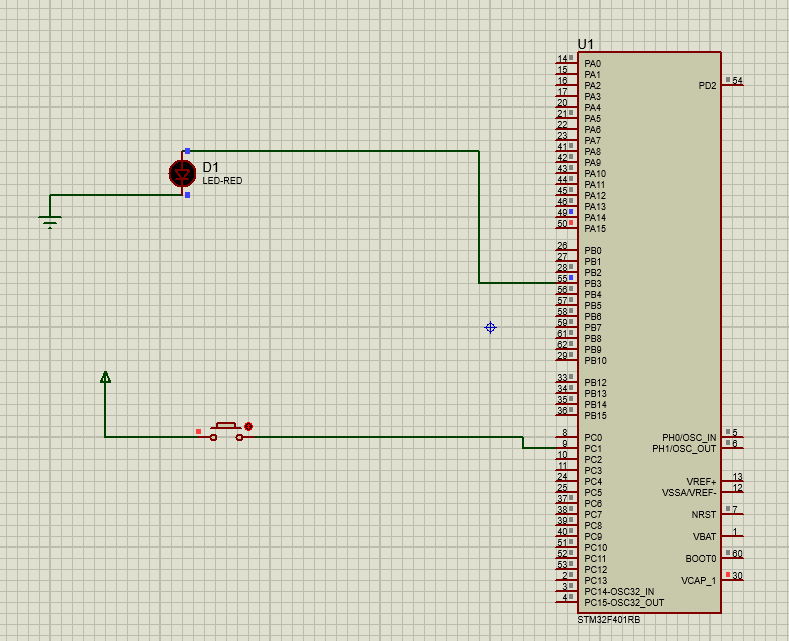 U1
14 PA0
15 PA1
16 PA2
17 PA3
20 PA4
21 PA5
22 PA6
23 PA7
41 PA8
42 PA9
43 PA10
44 PA11
45 PA12
46 PA13
49 PA14
50 PA15
26 PB0
27 PB1
28 PB2
55 PB3
56 PB4
57 PB5
58 PB6
59 PB7
61 PB8
62 PB9
29 PB10
33 PB12
34 PB13
35 PB14
36 PB15
8 PC0
9 PC1
10 PC2
11 PC3
24 PC4
25 PC5
37 PC6
38 PC7
39 PC8
40 PC9
51 PC10
52 PC11
53 PC12
2 PC13
3 PC14-OSC32_IN
4 PC15-OSC32_OUT
PD2 54
PH0/OSC_IN 5
PH1/OSC_OUT 6
VREF+ 13
VSSA/VREF- 12
NRST 7
VBAT 1
BOOT0 60
VCAP_1 30
STM32F401RB
D1
LED-RED